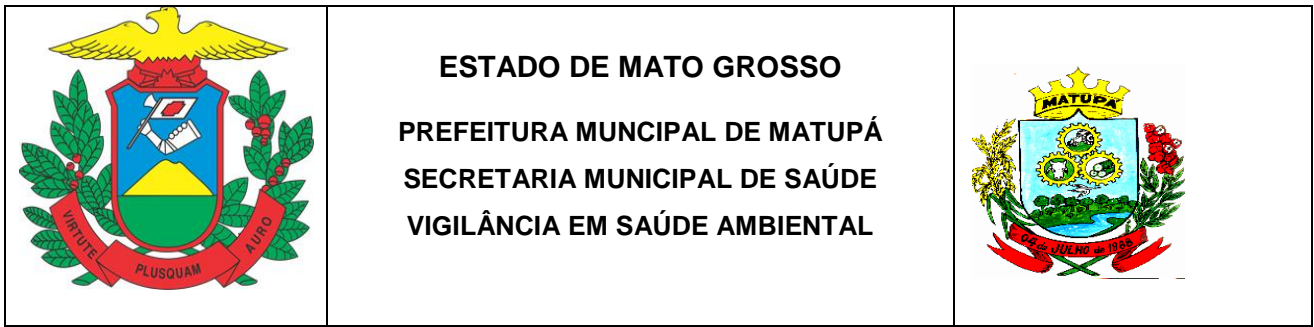 VIRTUTE PLUSQUAM AURO
ESTADO DE MATO GROSSO
PREFEITURA MUNCIPAL DE MATUPÁ
SECRETARIA MUNICIPAL DE SAÚDE
VIGILÂNCIA EM SAÚDE AMBIENTAL
MATUPÁ
04 de JULHO de 1988